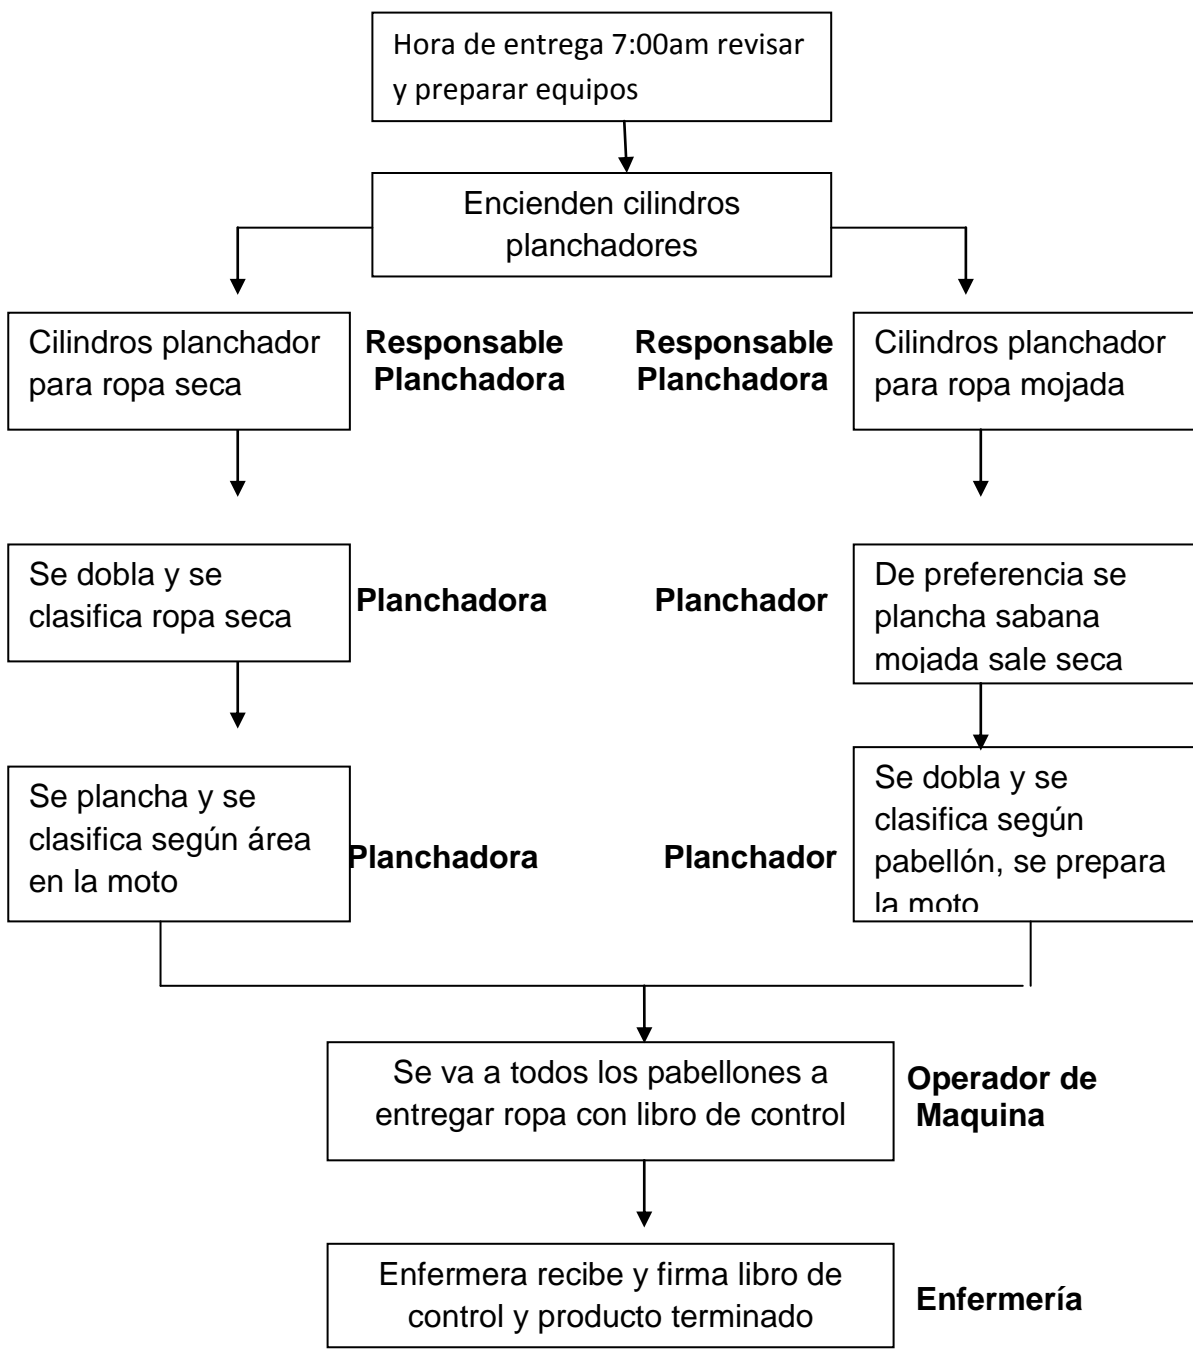 Hora de entrega 7:00am revisar
y preparar equipos
Encienden cilindros
planchadores
Cilindros planchador
para ropa seca
Responsable
Planchadora
Responsable
Planchadora
Cilindros planchador
para ropa mojada
Se dobla y se
clasifica ropa seca
Planchadora
Planchador
De preferencia se
plancha sabana
mojada sale seca
Se plancha y se
clasifica según área
en la moto
Planchadora
Planchador
Se dobla y se
clasifica según
pabellón, se prepara
la moto
Se va a todos los pabellones a
entregar ropa con libro de control
Operador de
Maquina
Enfermera recibe y firma libro de
control y producto terminado
Enfermería